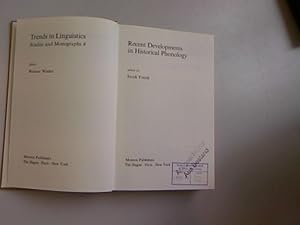 Trends in Linguistics
Studies and Monographs 4
editor
Werner Winter
Mouton Publishers
The Hague · Paris · New York
Recent Developments
in Historical Phonology
edited by
Jacek Fisiak
Mouton Publishers
The Hague · Paris · New York